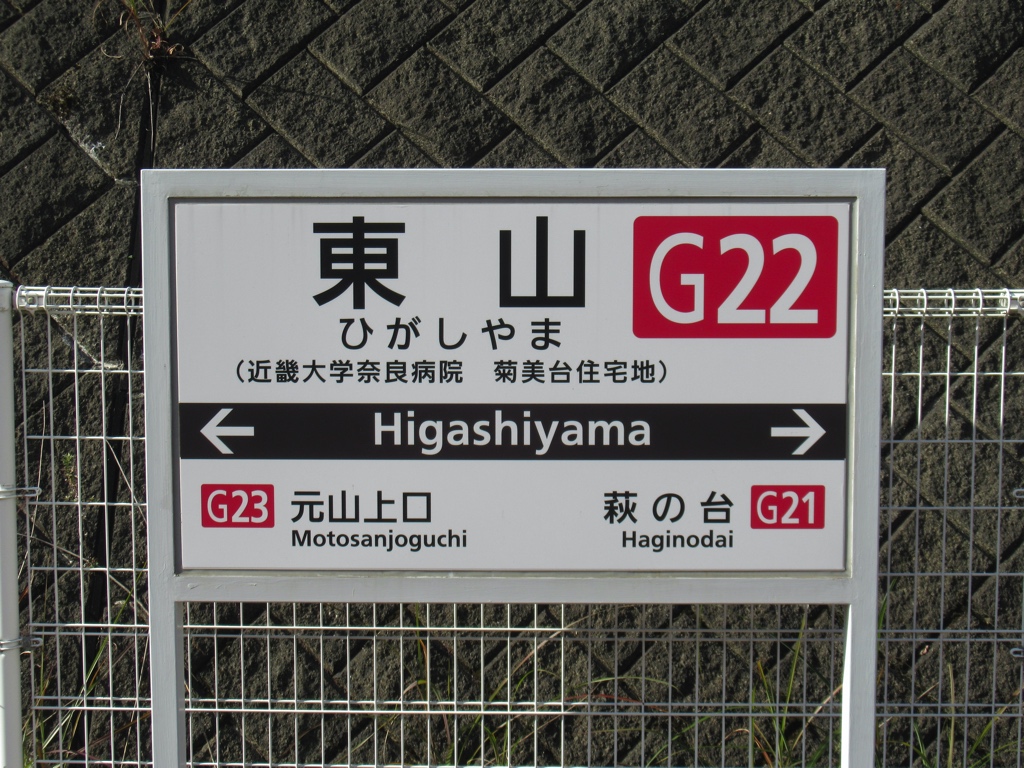 東山 G22
ひがしやま
（近畿大学奈良病院　菊美台住宅地）
← Higashiyama →
G23 元山上口 萩の台 G21
Motosanjoguchi Haginodai